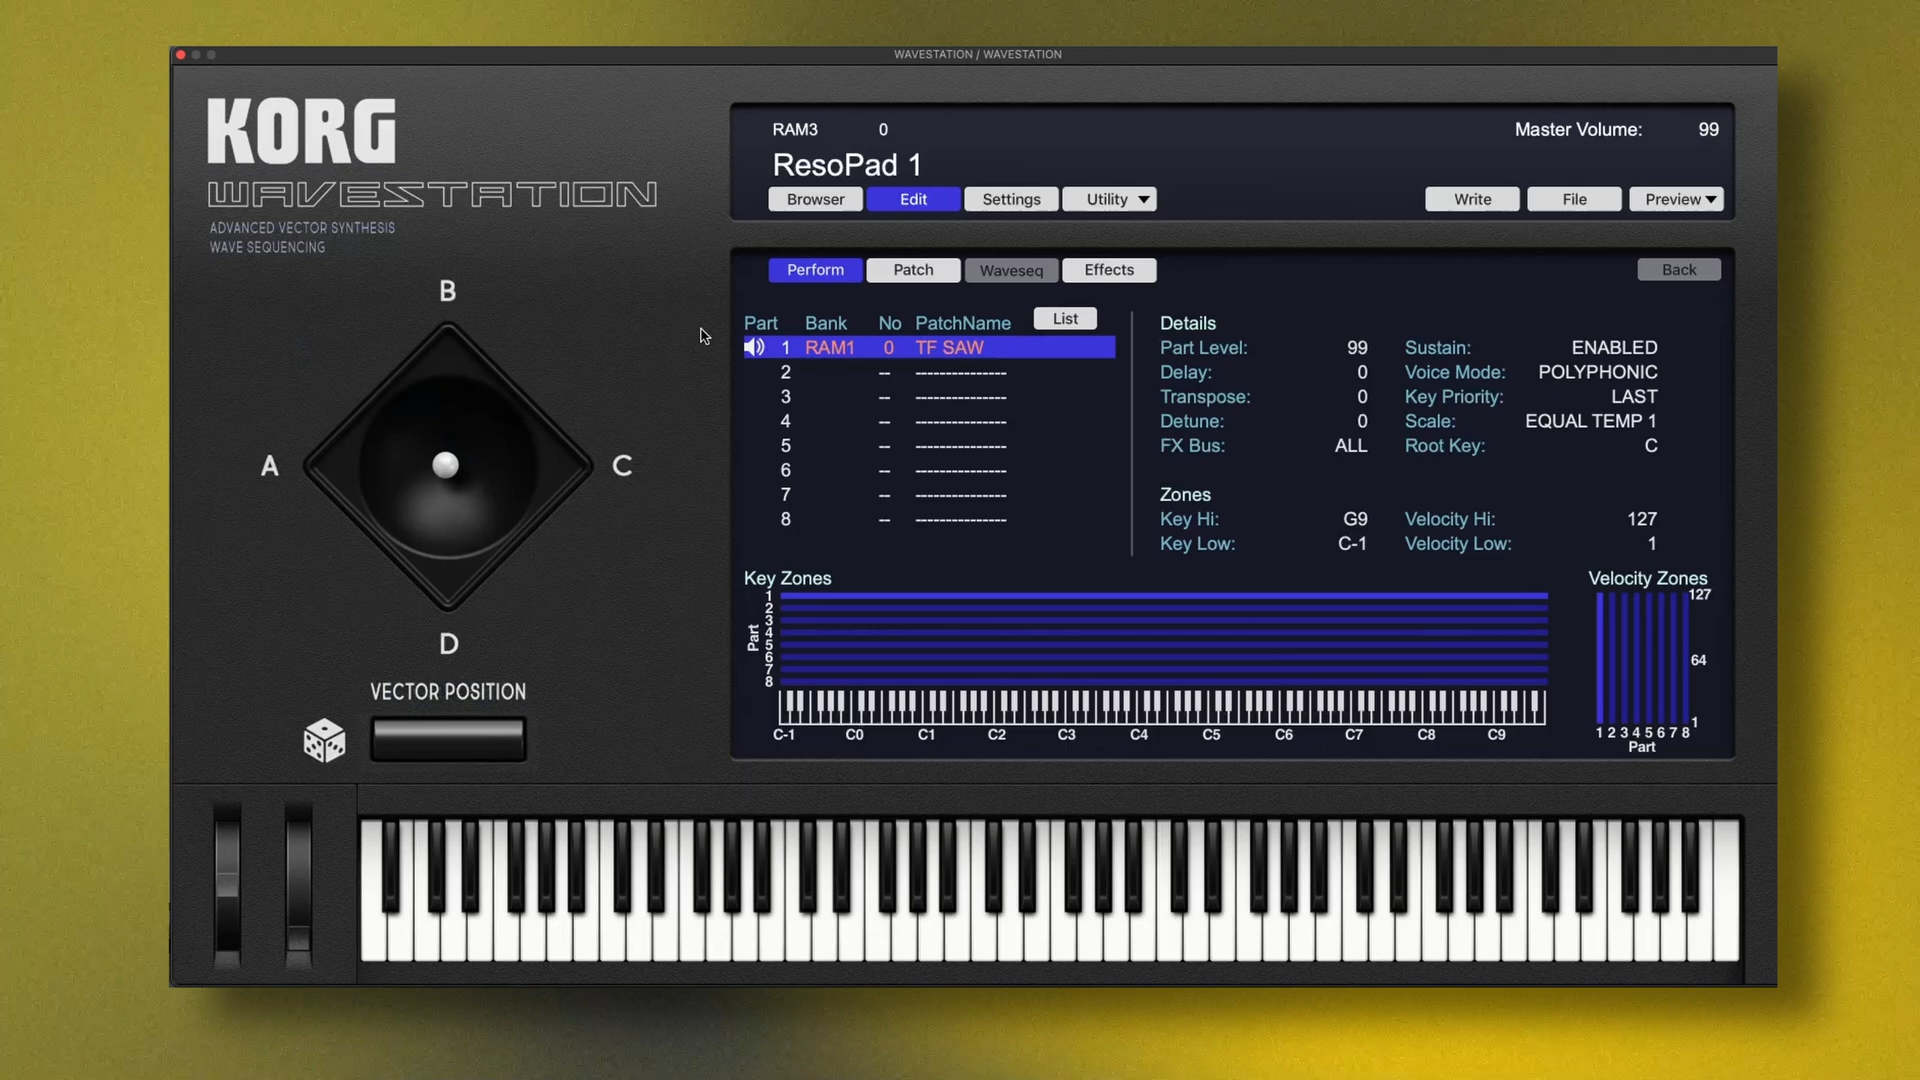 WAVESTATION / WAVESTATION
KORG
WAVESTATION
ADVANCED VECTOR SYNTHESIS
WAVE SEQUENCING
B
A
C
D
VECTOR POSITION
RAM3 0 Master Volume: 99
ResoPad 1
Browser Edit Settings Utility Write File Preview
Perform Patch Waveseq Effects Back
Part Bank No PatchName List
1 RAM1 0 TF SAW
2 -- ---------------
3 -- ---------------
4 -- ---------------
5 -- ---------------
6 -- ---------------
7 -- ---------------
8 -- ---------------
Details
Part Level: 99 Sustain: ENABLED
Delay: 0 Voice Mode: POLYPHONIC
Transpose: 0 Key Priority: LAST
Detune: 0 Scale: EQUAL TEMP 1
FX Bus: ALL Root Key: C
Zones
Key Hi: G9 Velocity Hi: 127
Key Low: C-1 Velocity Low: 1
Key Zones
Part
1
2
3
4
5
6
7
8
C-1 C0 C1 C2 C3 C4 C5 C6 C7 C8 C9
Velocity Zones
127
64
1
1 2 3 4 5 6 7 8
Part